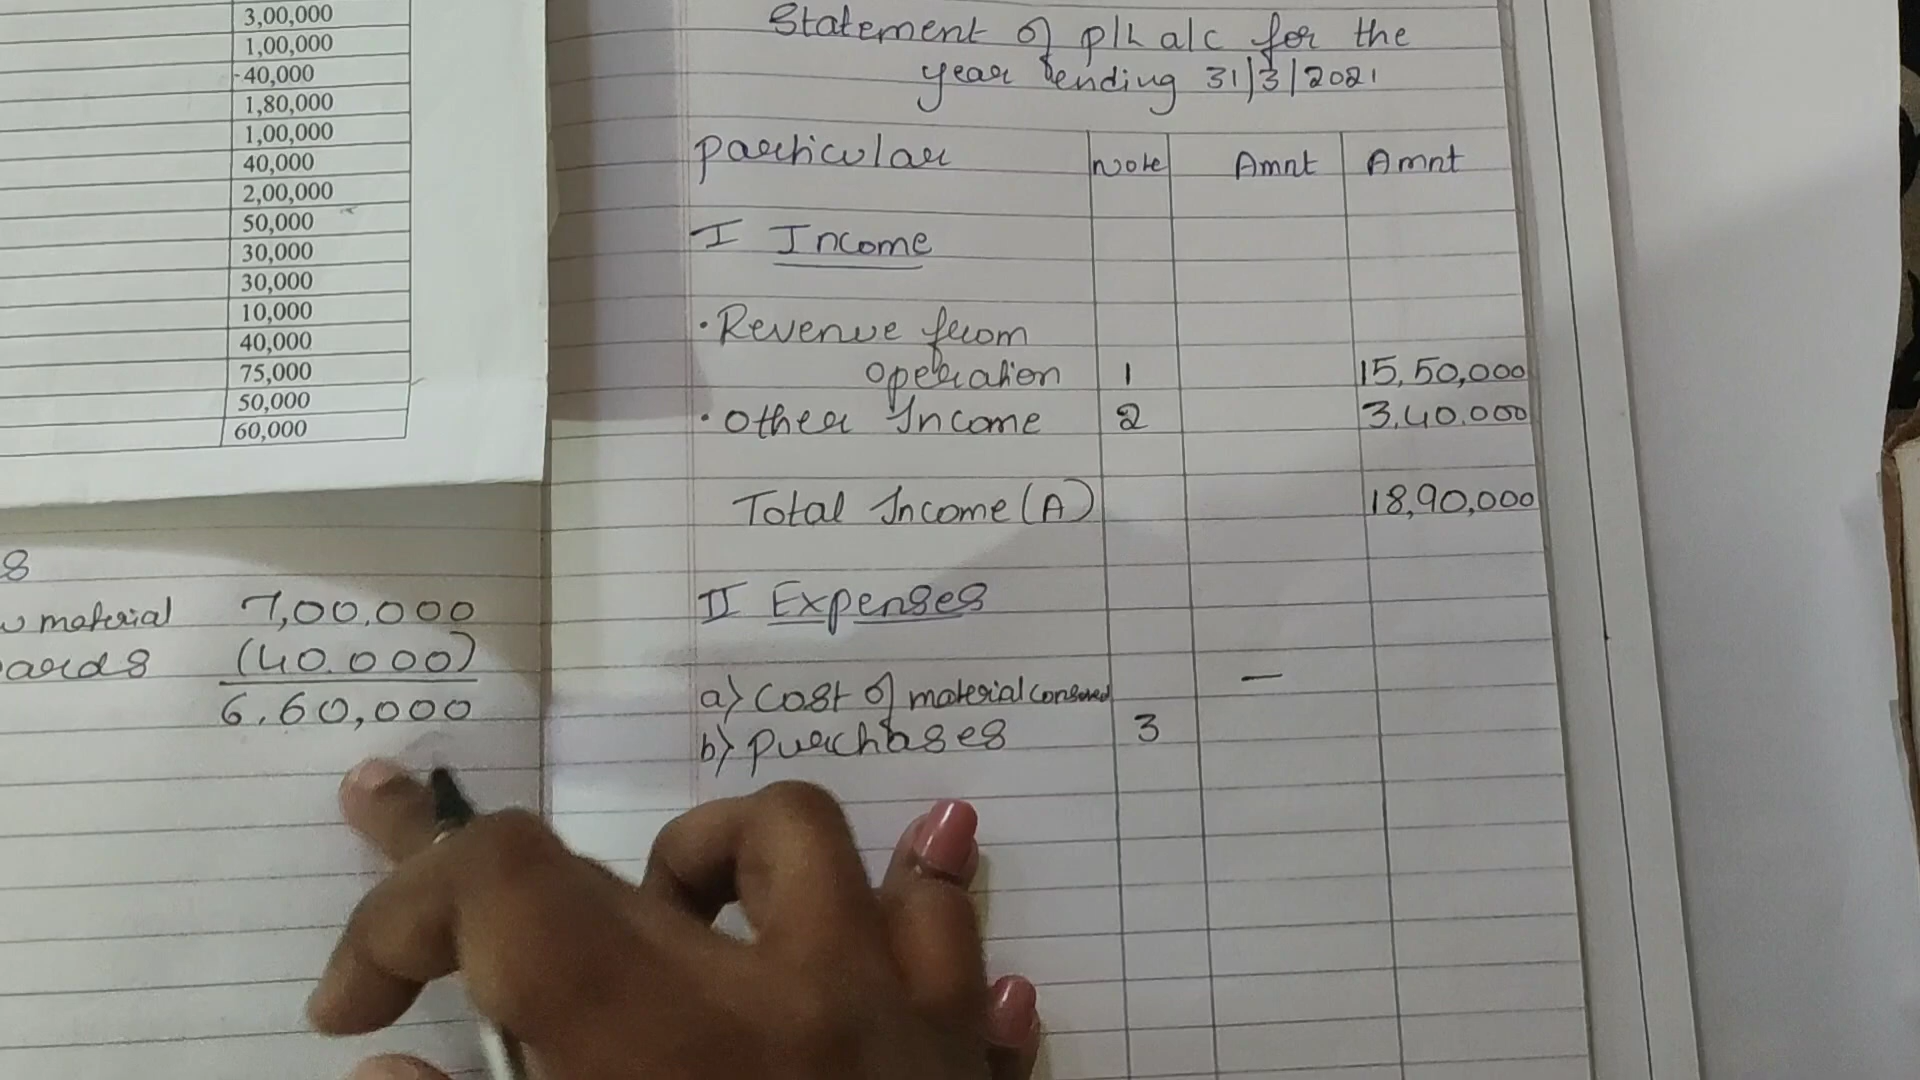 3,00,000
1,00,000
40,000
1,80,000
1,00,000
40,000
2,00,000
50,000
30,000
30,000
10,000
40,000
75,000
50,000
60,000
8
material 7,00,000
(40.000)
6,60,000
Statement of P/L a/c for the
year ending 31/3/2021
Particular Note Amnt Amnt
I Income
• Revenue from
operation 1 15,50,000
• Other Income 2 3,40.000
Total Income (A) 18,90,000
II Expenses
a) Cost of material consumed —
b) Purchases 3